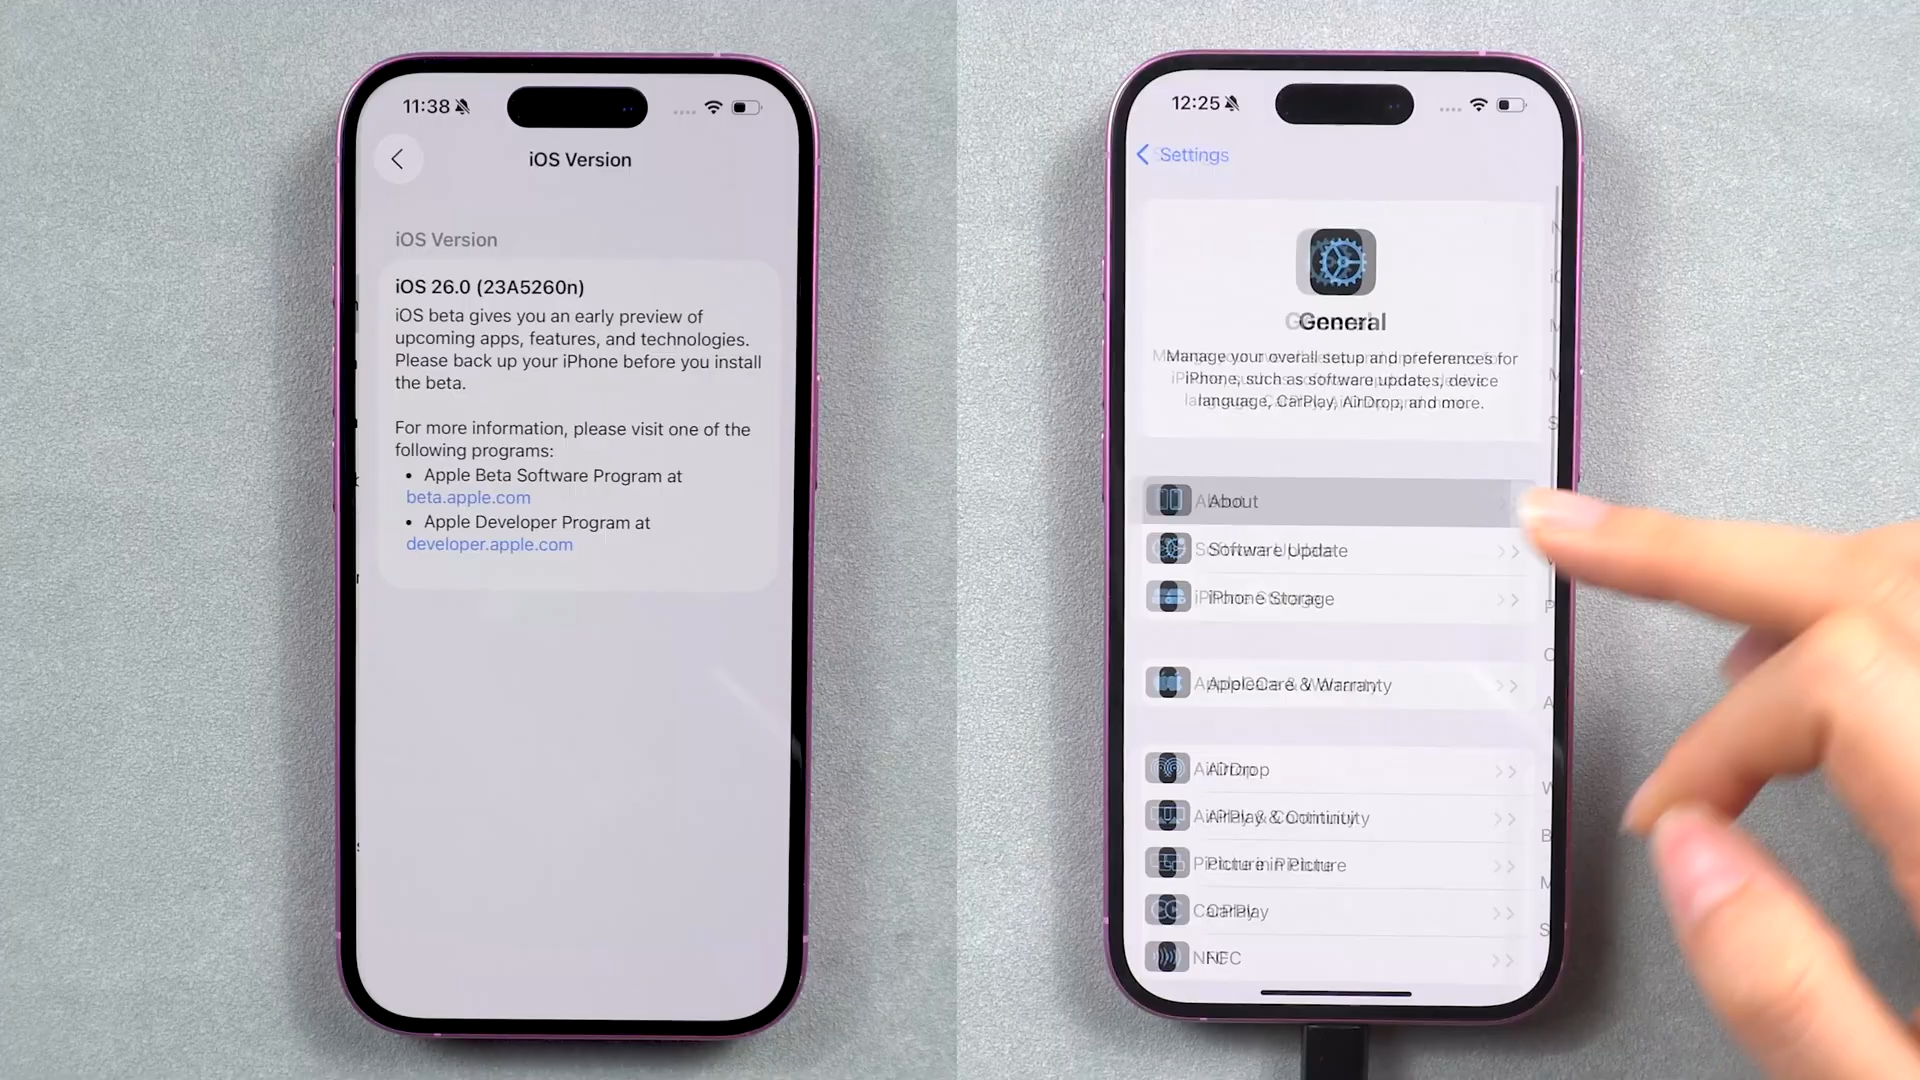 11:38
iOS Version
iOS Version
iOS 26.0 (23A5260n)
iOS beta gives you an early preview of
upcoming apps, features, and technologies.
Please back up your iPhone before you install
the beta.
For more information, please visit one of the
following programs:
• Apple Beta Software Program at
beta.apple.com
• Apple Developer Program at
developer.apple.com
12:25
Settings
General
Manage your overall setup and preferences for
iPhone, such as software updates, device
language, CarPlay, AirDrop, and more.
About
Software Update
iPhone Storage
AppleCare & Warranty
AirDrop
AirPlay & Continuity
Picture in Picture
CarPlay
NFC